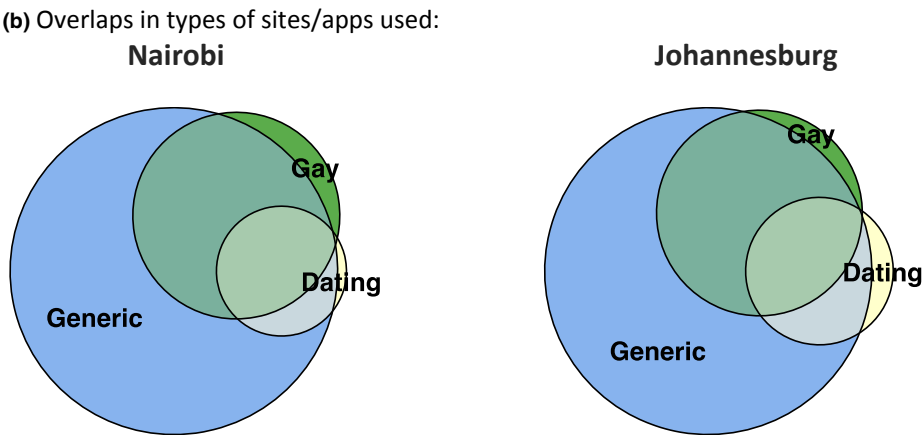 (b) Overlaps in types of sites/apps used:
Nairobi
Gay
Dating
Generic
Johannesburg
Gay
Dating
Generic